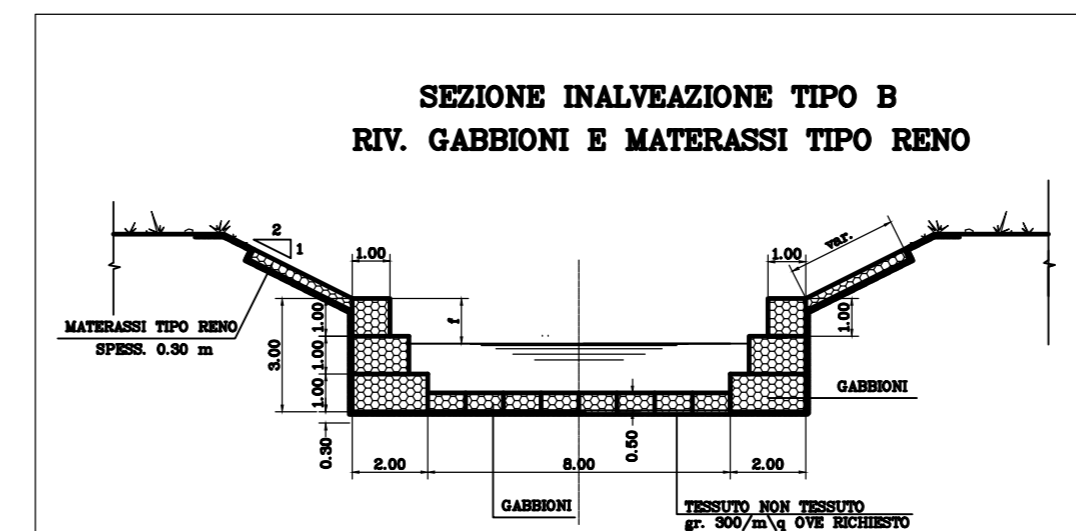 SEZIONE INALVEAZIONE TIPO B
RIV. GABBIONI E MATERASSI TIPO RENO
2
1
1.00
var.
1.00
MATERASSI TIPO RENO
SPESS. 0.30 m
3.00
1.00
1.00
1.00
0.30
f
1.00
GABBIONI
2.00
8.00
0.50
2.00
GABBIONI
TESSUTO NON TESSUTO
gr. 300/m\q OVE RICHIESTO